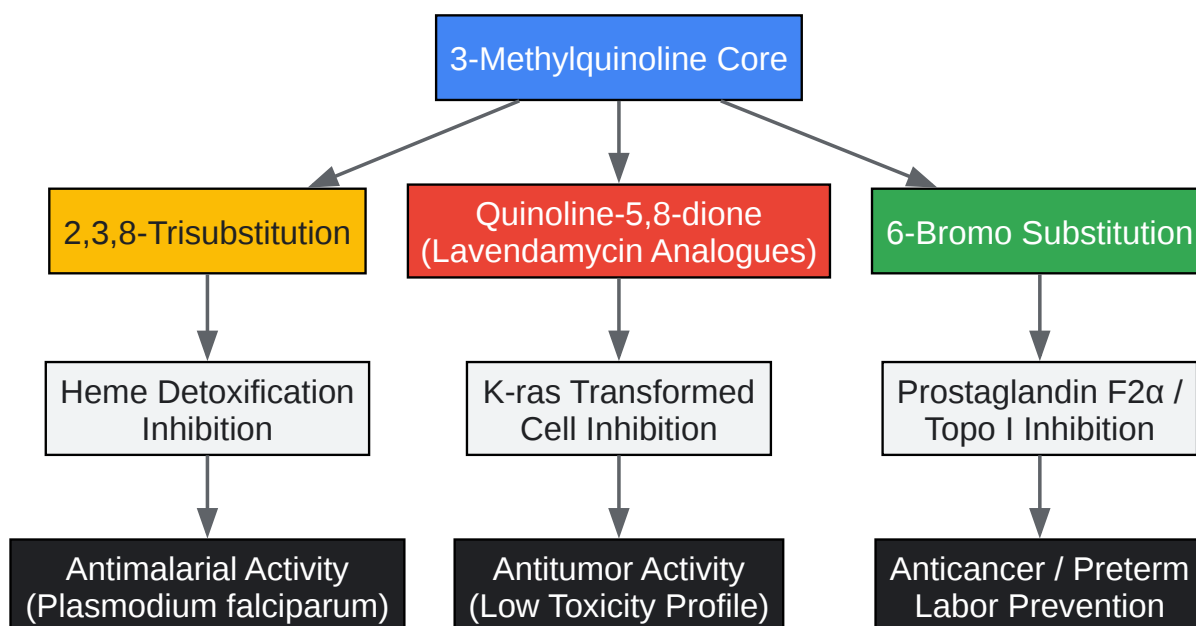 3-Methylquinoline Core
2,3,8-Trisubstitution
Quinoline-5,8-dione
(Lavendamycin Analogues)
6-Bromo Substitution
Heme Detoxification
Inhibition
K-ras Transformed
Cell Inhibition
Prostaglandin F2α /
Topo I Inhibition
Antimalarial Activity
(Plasmodium falciparum)
Antitumor Activity
(Low Toxicity Profile)
Anticancer / Preterm
Labor Prevention